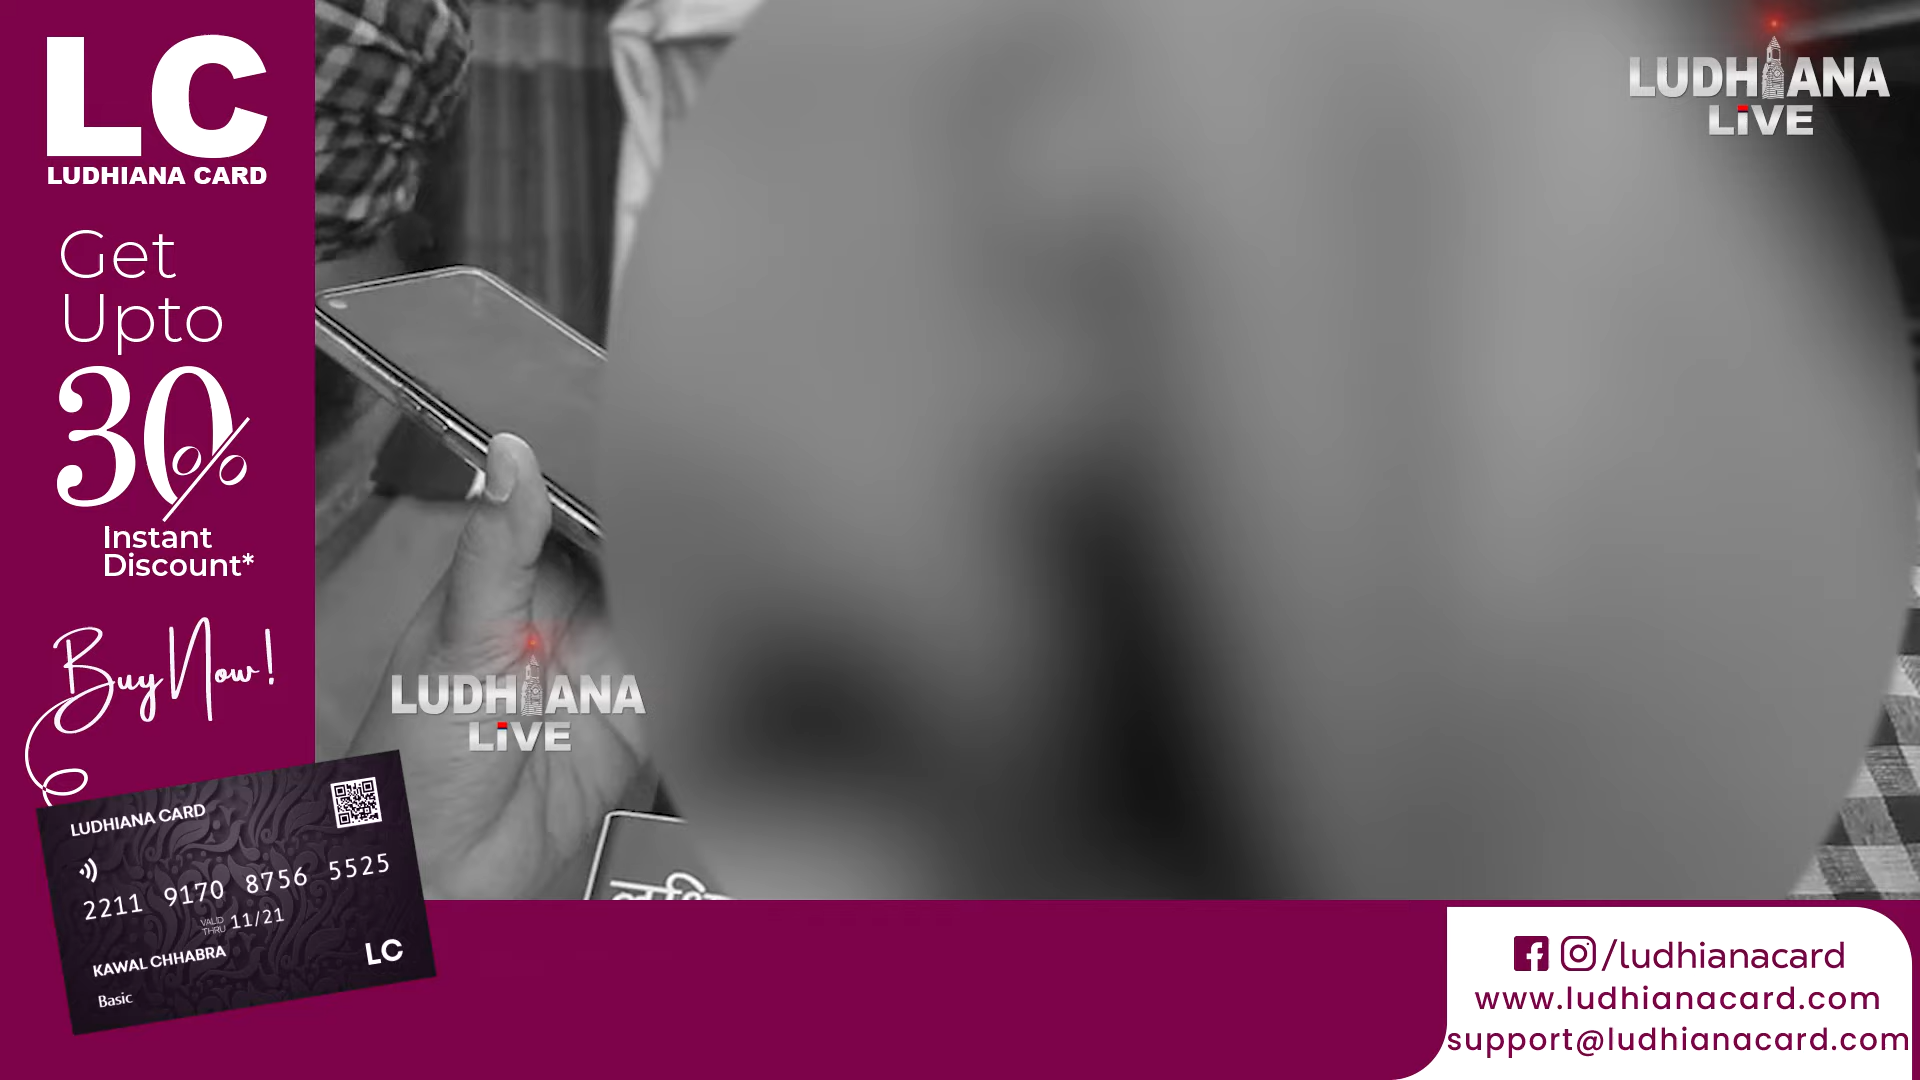 LC
LUDHIANA CARD
Get
Upto
30%
Instant
Discount*
Buy Now!
LUDHIANA CARD
2211 9170 8756 5525
VALID
THRU 11/21
KAWAL CHHABRA
LC
Basic
LUDHIANA
LiVE
LUDHIANA
LiVE
/ludhianacard
www.ludhianacard.com
support@ludhianacard.com